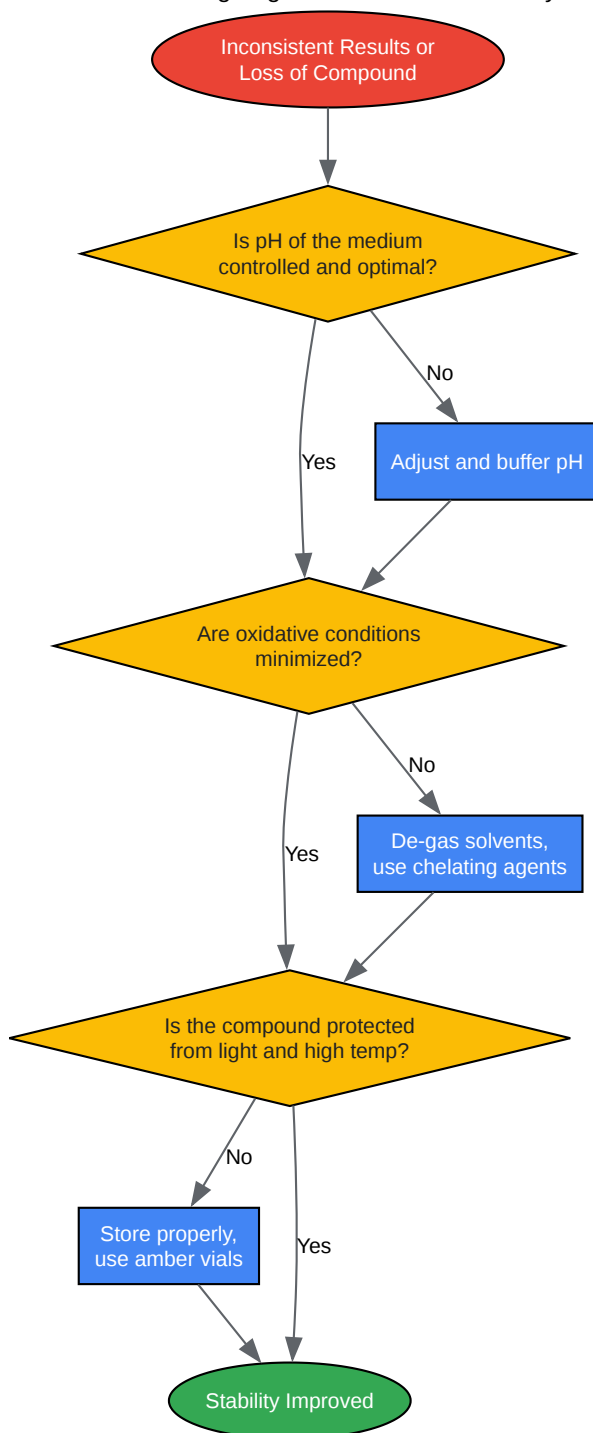 Inconsistent Results or
Loss of Compound
Is pH of the medium
controlled and optimal?
No
Yes
Adjust and buffer pH
Are oxidative conditions
minimized?
No
Yes
De-gas solvents,
use chelating agents
Is the compound protected
from light and high temp?
No
Yes
Store properly,
use amber vials
Stability Improved